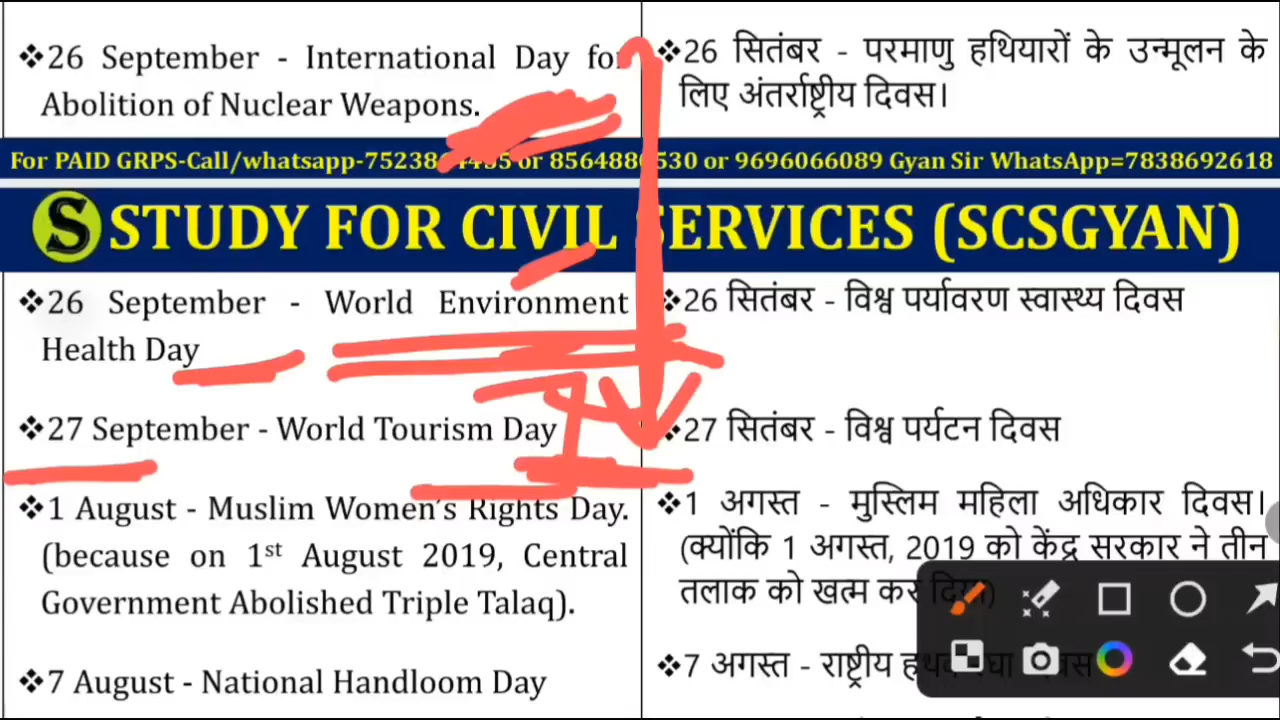 ❖26 September - International Day for
Abolition of Nuclear Weapons.
❖26 सितंबर - परमाणु हथियारों के उन्मूलन के
लिए अंतर्राष्ट्रीय दिवस।
For PAID GRPS-Call/whatsapp- or or 9696066089 Gyan Sir WhatsApp=7838692618
S STUDY FOR CIVIL SERVICES (SCSGYAN)
❖26 September - World Environment
Health Day
❖26 सितंबर - विश्व पर्यावरण स्वास्थ्य दिवस
❖27 September - World Tourism Day
❖27 सितंबर - विश्व पर्यटन दिवस
❖1 August - Muslim Women's Rights Day.
(because on 1st August 2019, Central
Government Abolished Triple Talaq).
❖1 अगस्त - मुस्लिम महिला अधिकार दिवस।
(क्योंकि 1 अगस्त, 2019 को केंद्र सरकार ने तीन
तलाक को खत्म कर दिया)
❖7 August - National Handloom Day
❖7 अगस्त - राष्ट्रीय